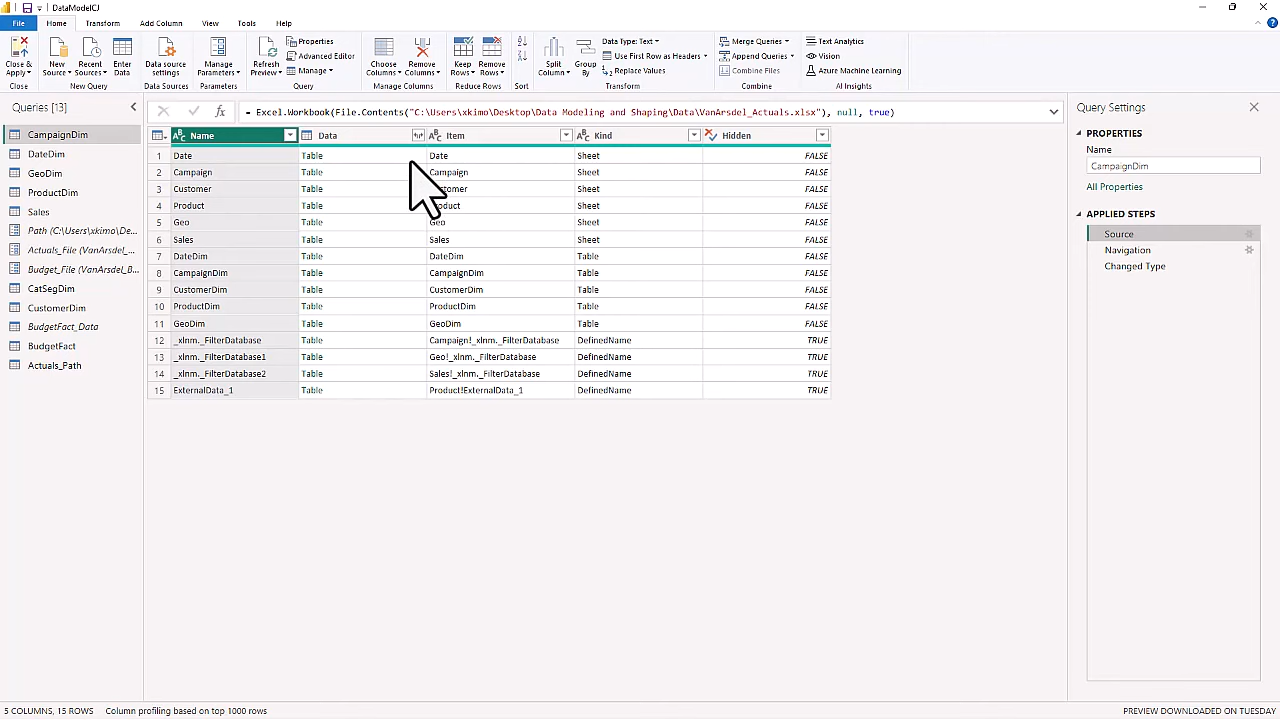 DataModelCJ
File Home Transform Add Column View Tools Help
Close & Apply
New Source
Recent Sources
Enter Data
Data source settings
Manage Parameters
Refresh Preview
Properties
Advanced Editor
Manage
Choose Columns
Remove Columns
Keep Rows
Remove Rows
Split Column
Group By
Data Type: Text
Use First Row as Headers
Replace Values
Merge Queries
Append Queries
Combine Files
Text Analytics
Vision
Azure Machine Learning
Close New Query Data Sources Parameters Query Manage Columns Reduce Rows Sort Transform Combine AI Insights
Queries [13]
CampaignDim
DateDim
GeoDim
ProductDim
Sales
Path (C:\Users\xkimo\De...
Actuals_File (VanArsdel_...
Budget_File (VanArsdel_B...
CatSegDim
CustomerDim
BudgetFact_Data
BudgetFact
Actuals_Path
fx = Excel.Workbook(File.Contents("C:\Users\xkimo\Desktop\Data Modeling and Shaping\Data\VanArsdel_Actuals.xlsx"), null, true)
Name Data Item Kind Hidden
1 Date Table Date Sheet FALSE
2 Campaign Table Campaign Sheet FALSE
3 Customer Table ustomer Sheet FALSE
4 Product Table oduct Sheet FALSE
5 Geo Table Geo Sheet FALSE
6 Sales Table Sales Sheet FALSE
7 DateDim Table DateDim Table FALSE
8 CampaignDim Table CampaignDim Table FALSE
9 CustomerDim Table CustomerDim Table FALSE
10 ProductDim Table ProductDim Table FALSE
11 GeoDim Table GeoDim Table FALSE
12 _xlnm._FilterDatabase Table Campaign!_xlnm._FilterDatabase DefinedName TRUE
13 _xlnm._FilterDatabase1 Table Geo!_xlnm._FilterDatabase DefinedName TRUE
14 _xlnm._FilterDatabase2 Table Sales!_xlnm._FilterDatabase DefinedName TRUE
15 ExternalData_1 Table Product!ExternalData_1 DefinedName TRUE
Query Settings
PROPERTIES
Name
CampaignDim
All Properties
APPLIED STEPS
Source
Navigation
Changed Type
5 COLUMNS, 15 ROWS Column profiling based on top 1000 rows
PREVIEW DOWNLOADED ON TUESDAY